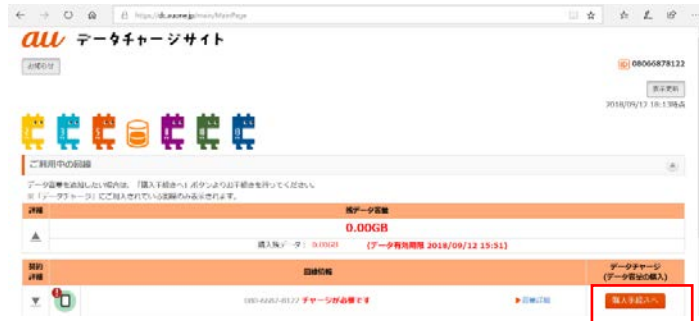 https://dc.auone.jp/main/MainPage
au データチャージサイト
お知らせ
08066878122
表示更新
2018/09/12 16:13時点
ご利用中の回線
データ容量を追加したい場合は、「購入手続きへ」ボタンよりお手続きを行ってください。
※「データチャージ」にご加入されている回線のみ表示されます。
詳細 残データ容量
0.00GB
購入残データ: 0.00GB (データ有効期限 2018/09/12 15:51)
契約詳細 回線情報 データチャージ(データ容量の購入)
チャージが必要です 回線詳細 購入手続きへ